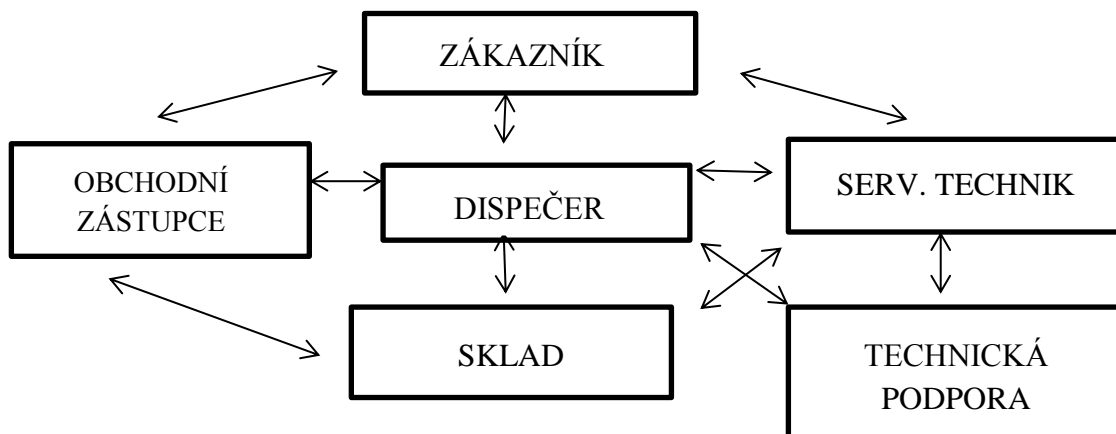 ZÁKAZNÍK
OBCHODNÍ
ZÁSTUPCE
DISPEČER
SERV. TECHNIK
SKLAD
TECHNICKÁ
PODPORA